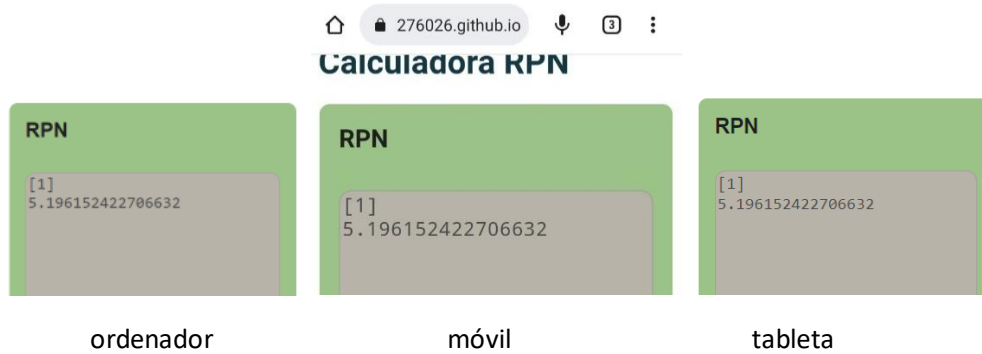 276026.github.io 3
Calculadora RPN
RPN
[1]
5.196152422706632
ordenador
RPN
[1]
5.196152422706632
móvil
RPN
[1]
5.196152422706632
tableta